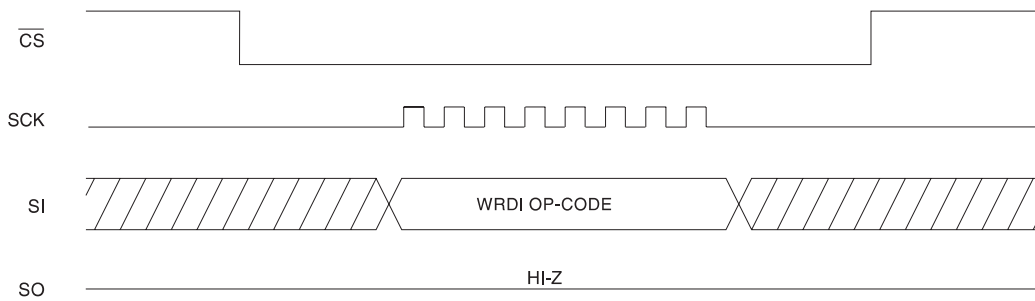 CS
SCK
SI
WRDI OP-CODE
HI-Z
SO